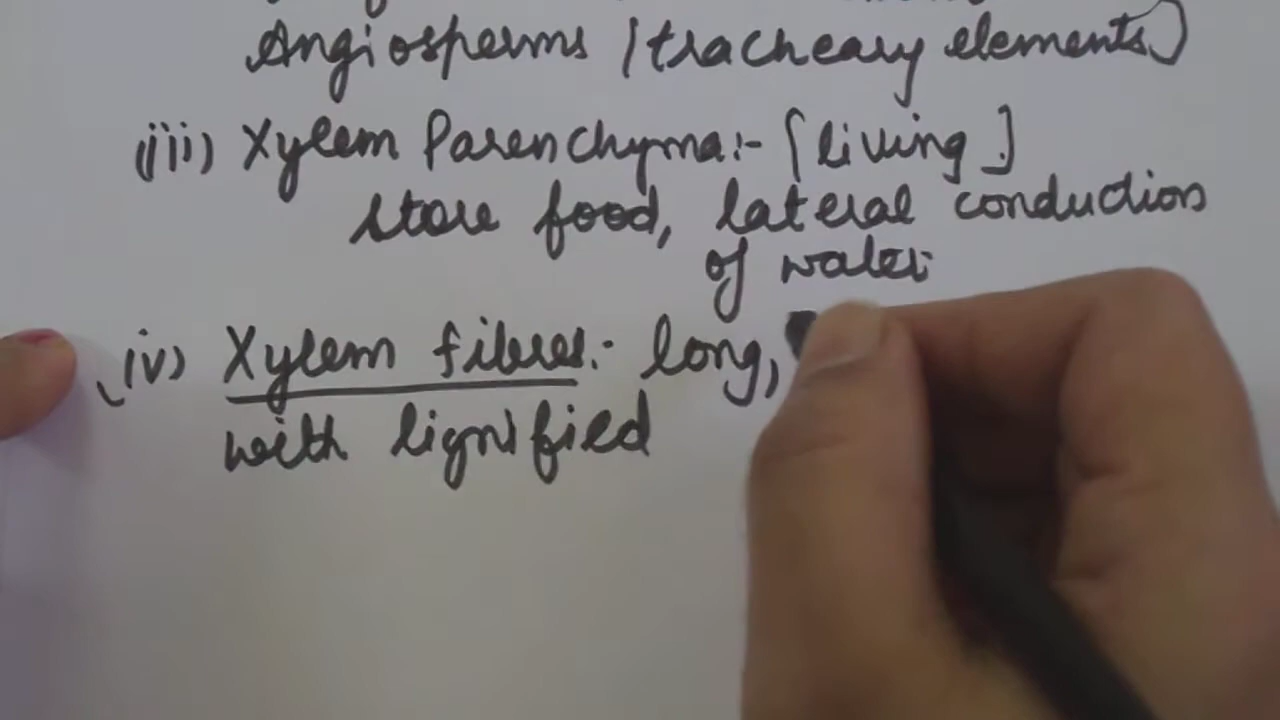 Angiosperms (tracheary elements)
(iii) Xylem Parenchyma:- [living]
store food, lateral conduction
of water.
(iv) Xylem fibres:- long,
with lignified